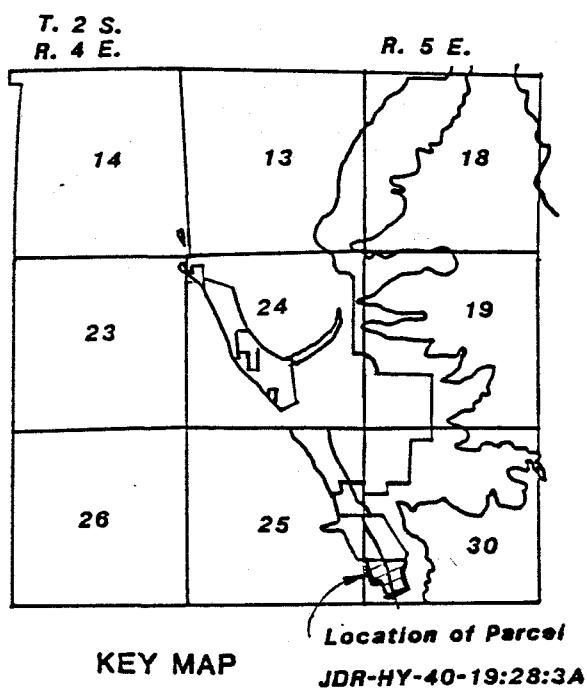 T. 2 S.
R. 4 E.
R. 5 E.
14
13
18
23
24
19
26
25
30
Location of Parcel
KEY MAP
JDR-HY-40-19:28:3A